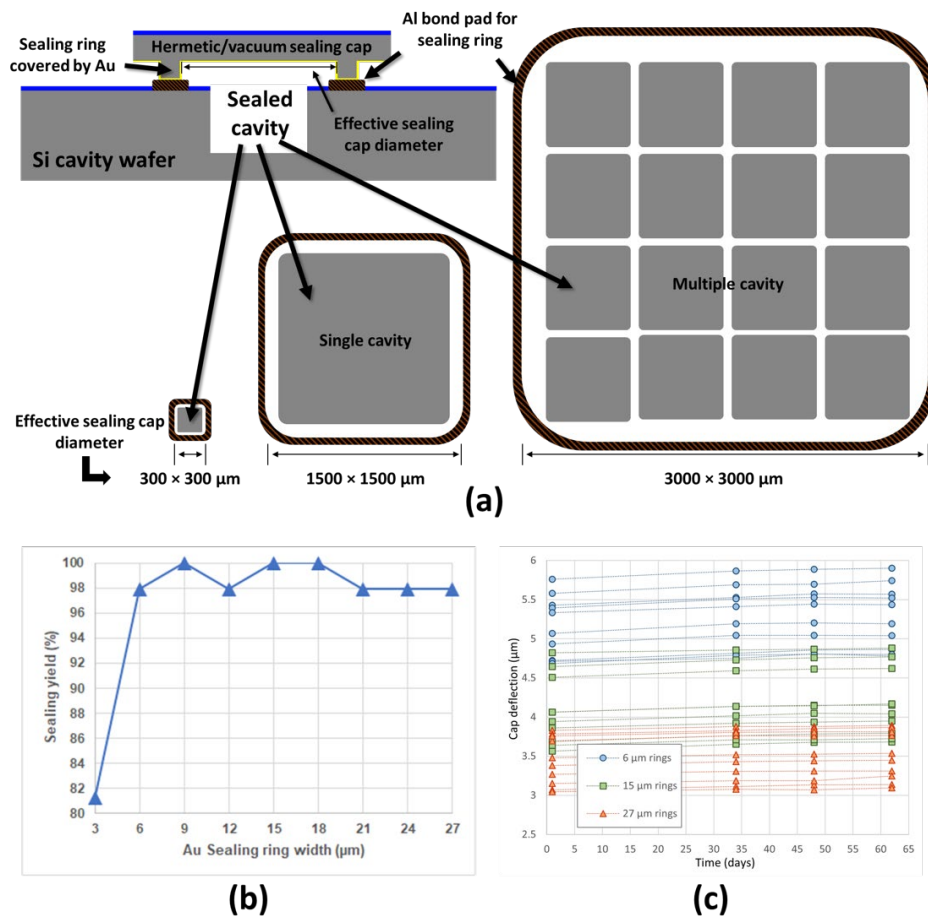 Sealing ring
covered by Au
Hermetic/vacuum sealing cap
Al bond pad for
sealing ring
Sealed
cavity
Effective sealing
cap diameter
Si cavity wafer
Single cavity
Multiple cavity
Effective sealing cap
diameter
300 × 300 µm
1500 × 1500 µm
3000 × 3000 µm
(a)
100
98
96
94
92
90
88
86
84
82
80
Sealing yield (%)
3 6 9 12 15 18 21 24 27
Au Sealing ring width (µm)
(b)
6
5.5
5
4.5
4
3.5
3
2.5
Cap deflection (µm)
6 µm rings
15 µm rings
27 µm rings
0 5 10 15 20 25 30 35 40 45 50 55 60 65
Time (days)
(c)